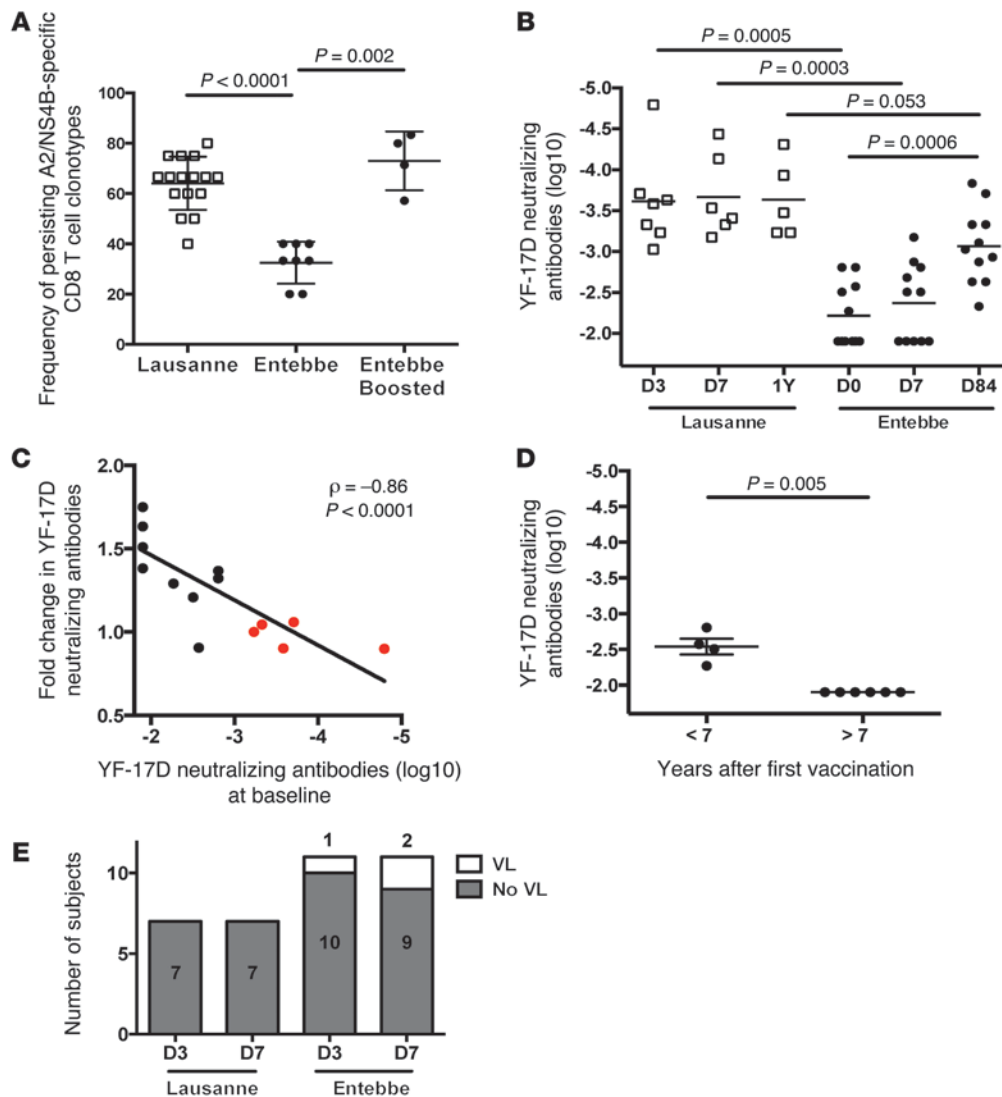 A
Frequency of persisting A2/NS4B-specific
CD8 T cell clonotypes
P = 0.002
P < 0.0001
100
80
60
40
20
0
Lausanne
Entebbe
Entebbe
Boosted
B
YF-17D neutralizing
antibodies (log10)
P = 0.0005
P = 0.0003
P = 0.053
P = 0.0006
-5.0
-4.5
-4.0
-3.5
-3.0
-2.5
-2.0
D3 D7 1Y D0 D7 D84
Lausanne Entebbe
C
Fold change in YF-17D
neutralizing antibodies
ρ = −0.86
P < 0.0001
2.0
1.5
1.0
0.5
-2 -3 -4 -5
YF-17D neutralizing antibodies (log10)
at baseline
D
YF-17D neutralizing
antibodies (log10)
P = 0.005
-5.0
-4.5
-4.0
-3.5
-3.0
-2.5
-2.0
< 7 > 7
Years after first vaccination
E
Number of subjects
10
5
0
1 2
7 7 10 9
VL
No VL
D3 D7 D3 D7
Lausanne Entebbe